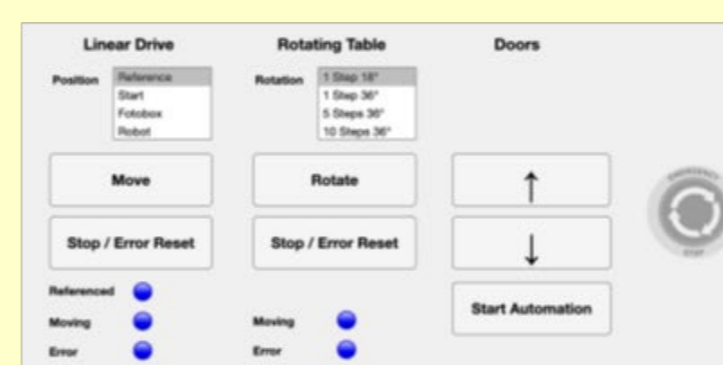 Linear Drive
Rotating Table
Doors
Position
Reference
Start
Fotobox
Robot
Rotation
1 Step 18°
1 Step 36°
5 Steps 36°
10 Steps 36°
Move
Rotate
↑
Stop / Error Reset
Stop / Error Reset
↓
EMERGENCY
STOP
Referenced
Moving
Error
Moving
Error
Start Automation